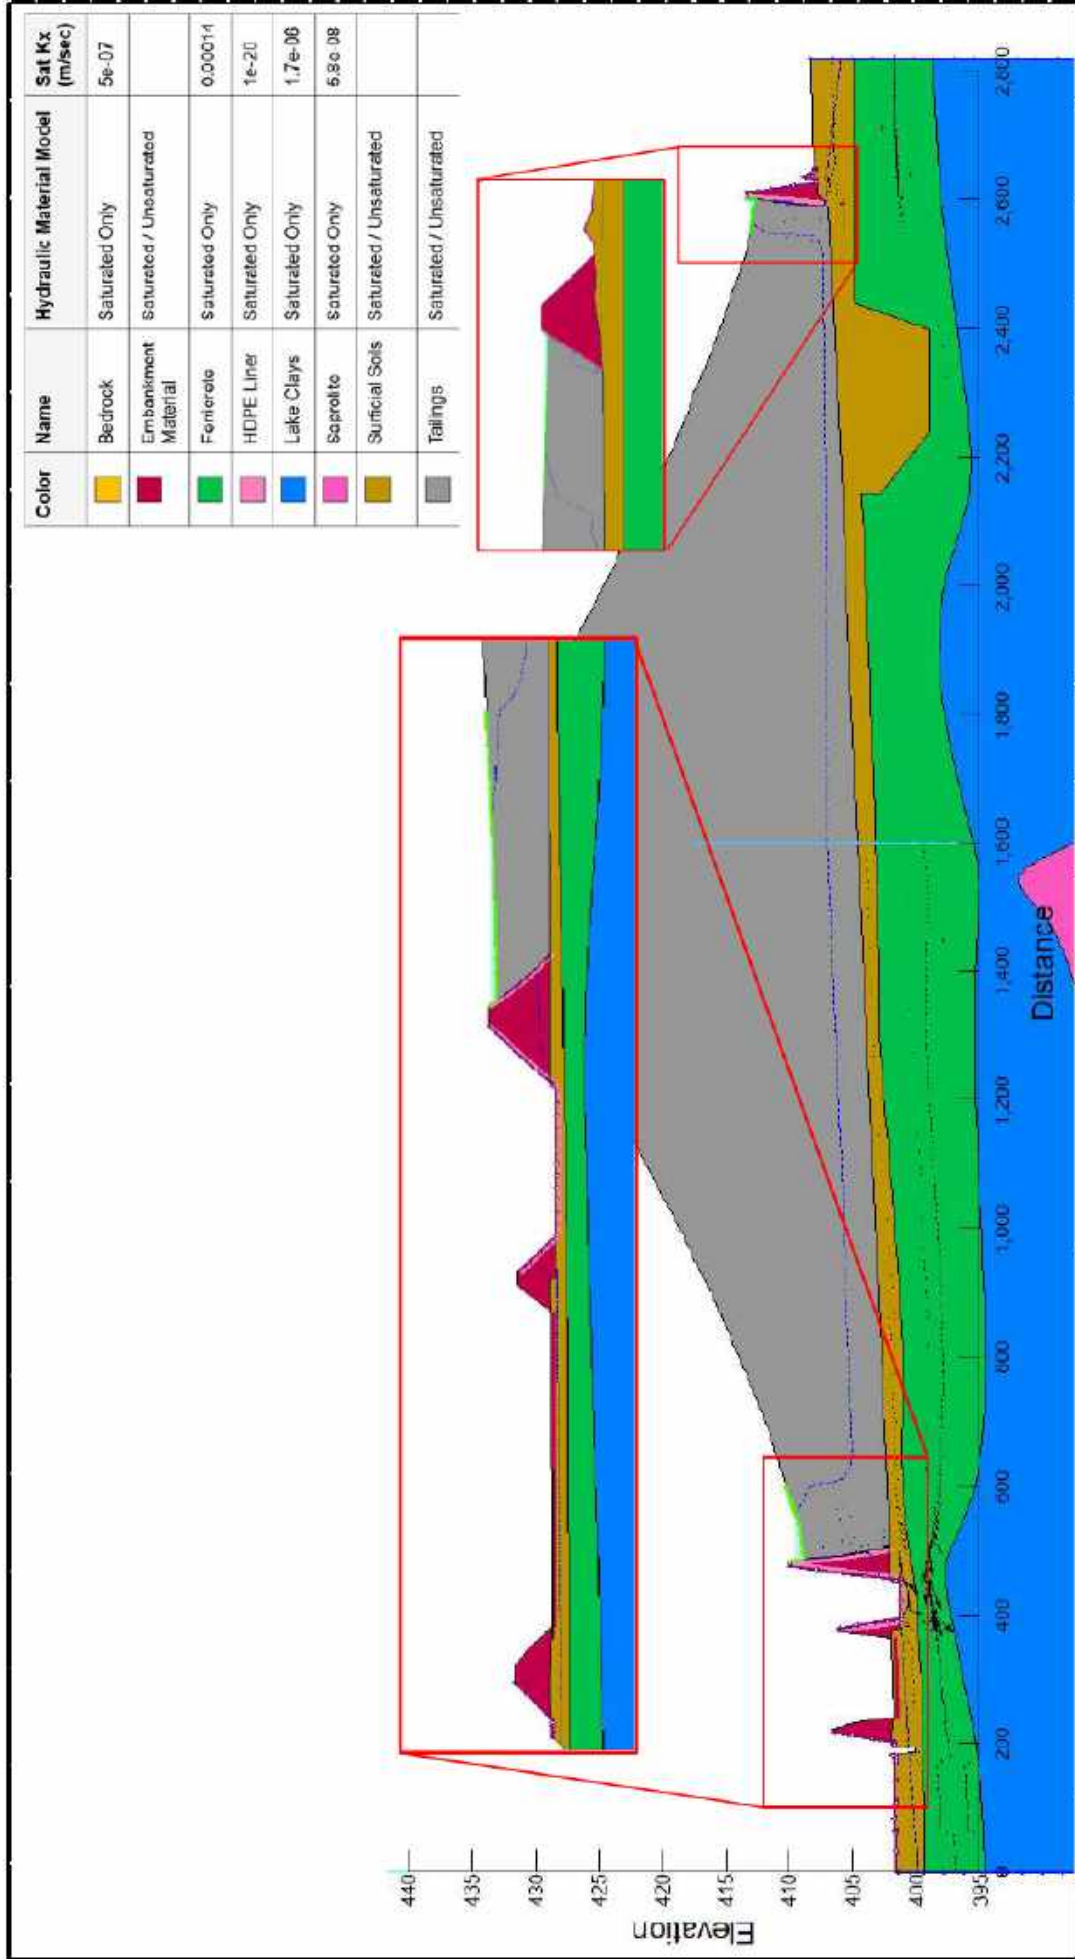 Color Name Hydraulic Material Model Sat Kx (m/sec)
Bedrock Saturated Only 5e-07
Embankment Material Saturated / Unsaturated
Ferricrete Saturated Only 0.00014
HDPE Liner Saturated Only 1e-20
Lake Clays Saturated Only 1.7e-06
Saprolite Saturated Only
Surficial Soils Saturated / Unsaturated
Tailings Saturated / Unsaturated
Elevation
440
435
430
425
420
415
410
405
400
395
0 200 400 600 800 1,000 1,200 1,400 1,600 1,800 2,000 2,200 2,400 2,600 2,800
Distance